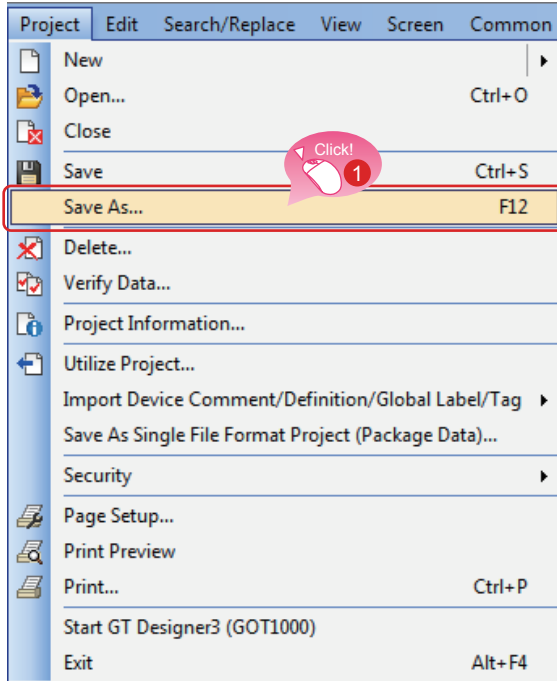 Project Edit Search/Replace View Screen Common
New
Open... Ctrl+O
Close
Click!
Save Ctrl+S
1
Save As... F12
Delete...
Verify Data...
Project Information...
Utilize Project...
Import Device Comment/Definition/Global Label/Tag
Save As Single File Format Project (Package Data)...
Security
Page Setup...
Print Preview
Print... Ctrl+P
Start GT Designer3 (GOT1000)
Exit Alt+F4